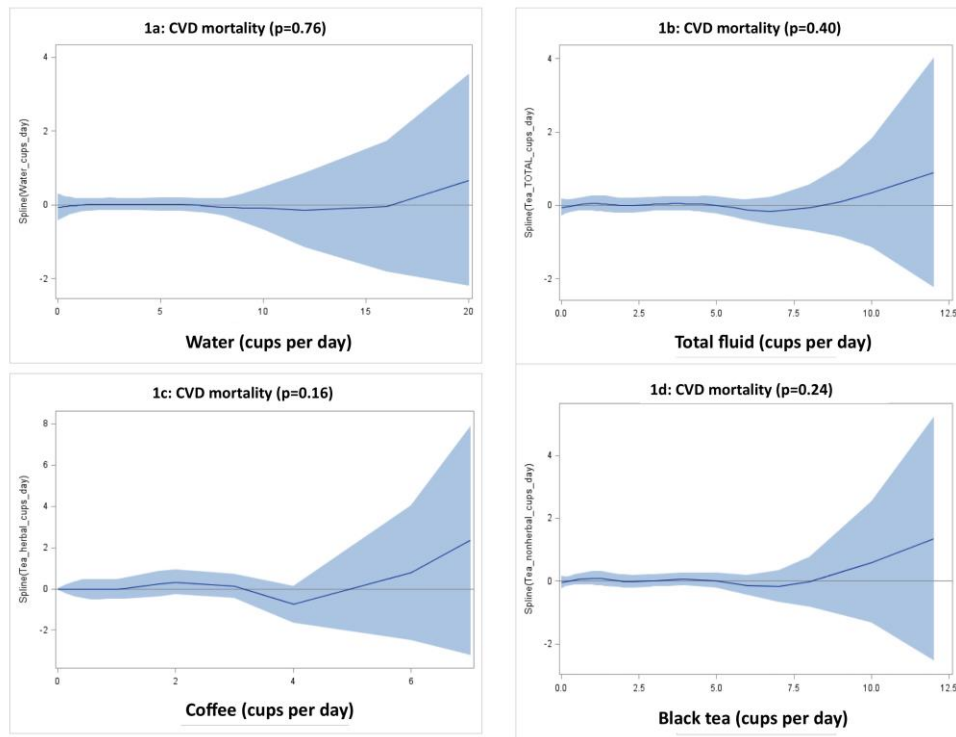 1a: CVD mortality (p=0.76)
4
2
0
-2
Spline(Water_cups_day)
0 5 10 15 20
Water (cups per day)
1b: CVD mortality (p=0.40)
4
2
0
-2
Spline(Tea_TOTAL_cups_day)
0.0 2.5 5.0 7.5 10.0 12.5
Total fluid (cups per day)
1c: CVD mortality (p=0.16)
8
6
4
2
0
-2
Spline(Tea_herbal_cups_day)
0 2 4 6
Coffee (cups per day)
1d: CVD mortality (p=0.24)
4
2
0
-2
Spline(Tea_nonherbal_cups_day)
0.0 2.5 5.0 7.5 10.0 12.5
Black tea (cups per day)